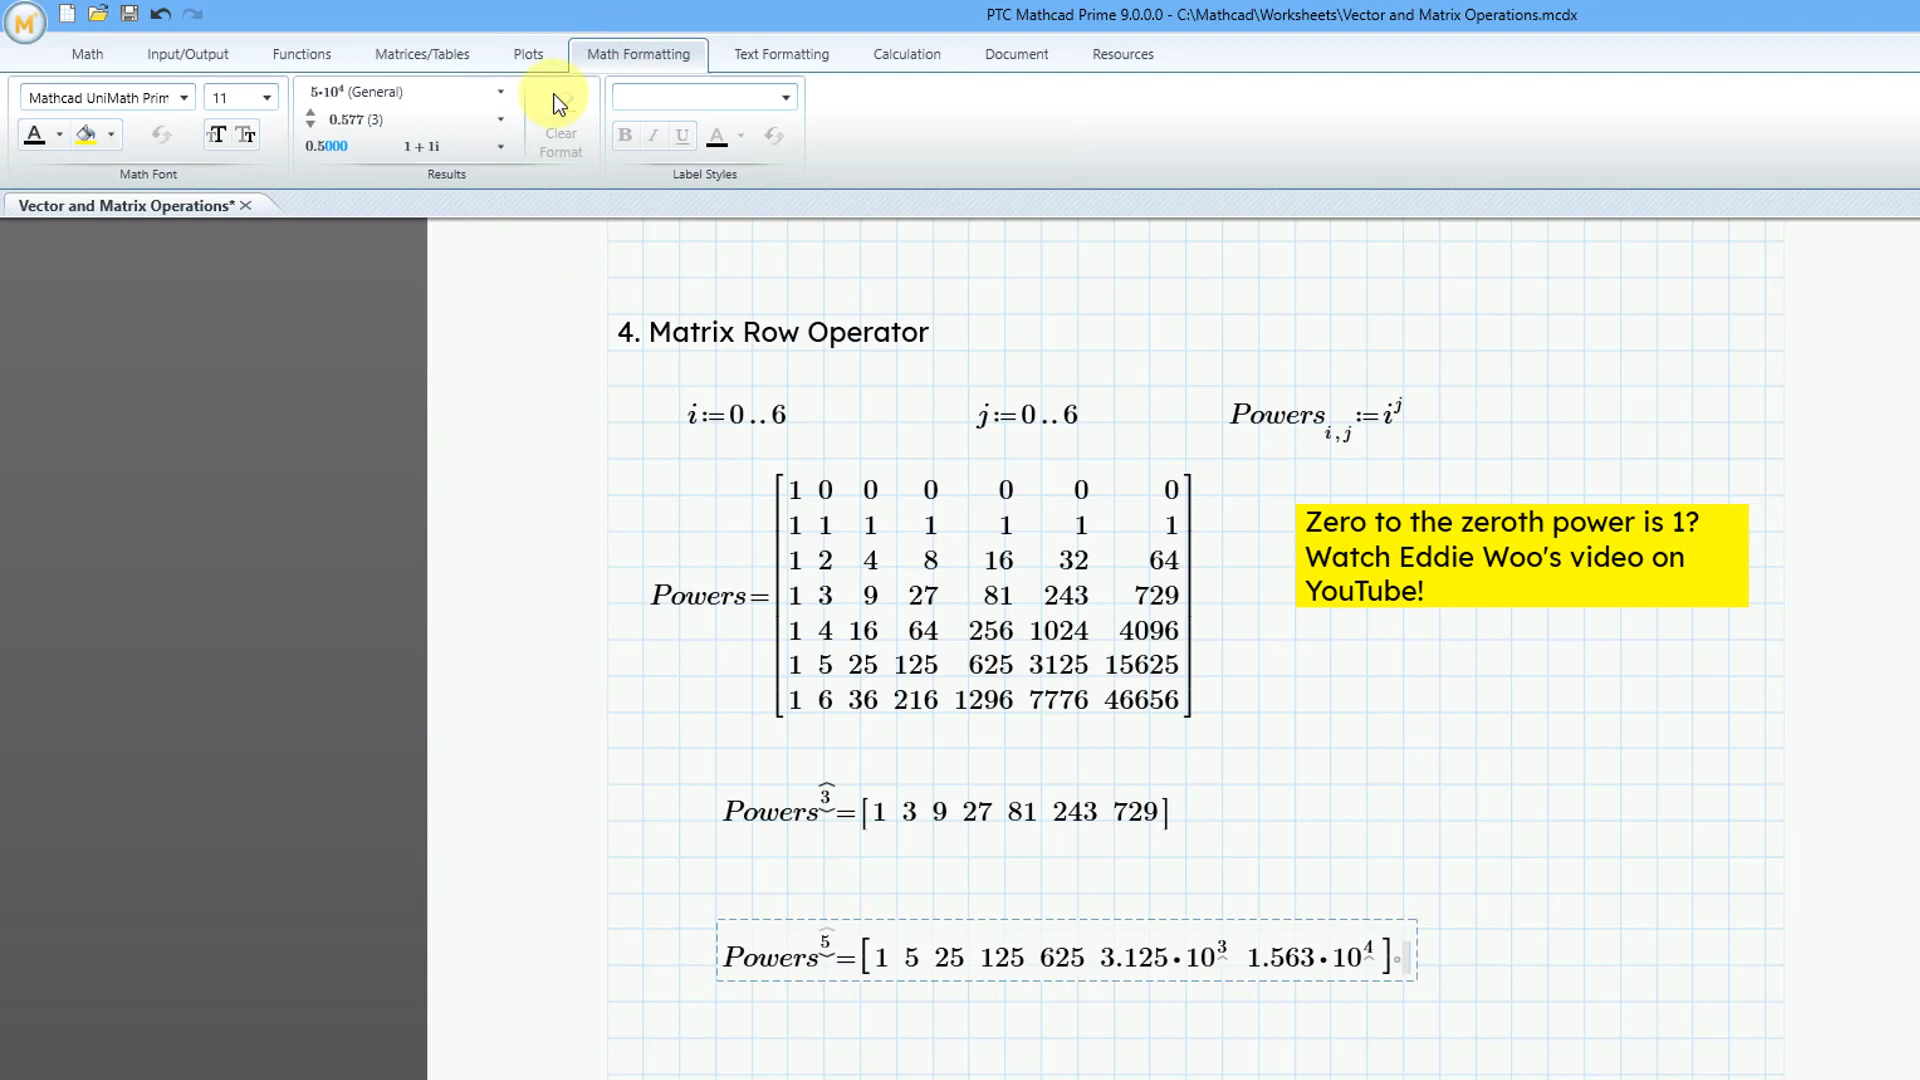 PTC Mathcad Prime 9.0.0.0 - C:\Mathcad\Worksheets\Vector and Matrix Operations.mcdx
Math Input/Output Functions Matrices/Tables Plots Math Formatting Text Formatting Calculation Document Resources
Mathcad UniMath Prim 11
5•10⁴ (General)
0.577 (3)
0.5000 1 + 1i
Clear
Format
B I U A
Math Font Results Label Styles
Vector and Matrix Operations*
4. Matrix Row Operator
i:=0..6 j:=0..6 Powers i,j :=i^j
Powers=
1 0 0 0 0 0 0
1 1 1 1 1 1 1
1 2 4 8 16 32 64
1 3 9 27 81 243 729
1 4 16 64 256 1024 4096
1 5 25 125 625 3125 15625
1 6 36 216 1296 7776 46656
Zero to the zeroth power is 1?
Watch Eddie Woo's video on
YouTube!
Powers 3 =[1 3 9 27 81 243 729]
Powers 5 =[1 5 25 125 625 3.125•10³ 1.563•10⁴]